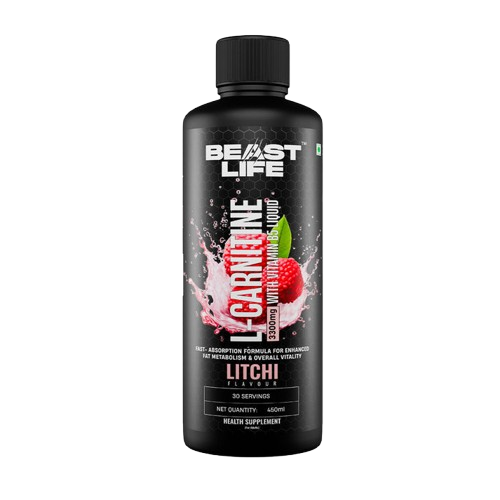 BEAST
LIFE
L-CARNITINE
3300mg WITH VITAMIN B5 LIQUID
FAST- ABSORPTION FORMULA FOR ENHANCED
FAT METABOLISM & OVERALL VITALITY
LITCHI
FLAVOUR
30 SERVINGS
NET QUANTITY: 450ml
HEALTH SUPPLEMENT